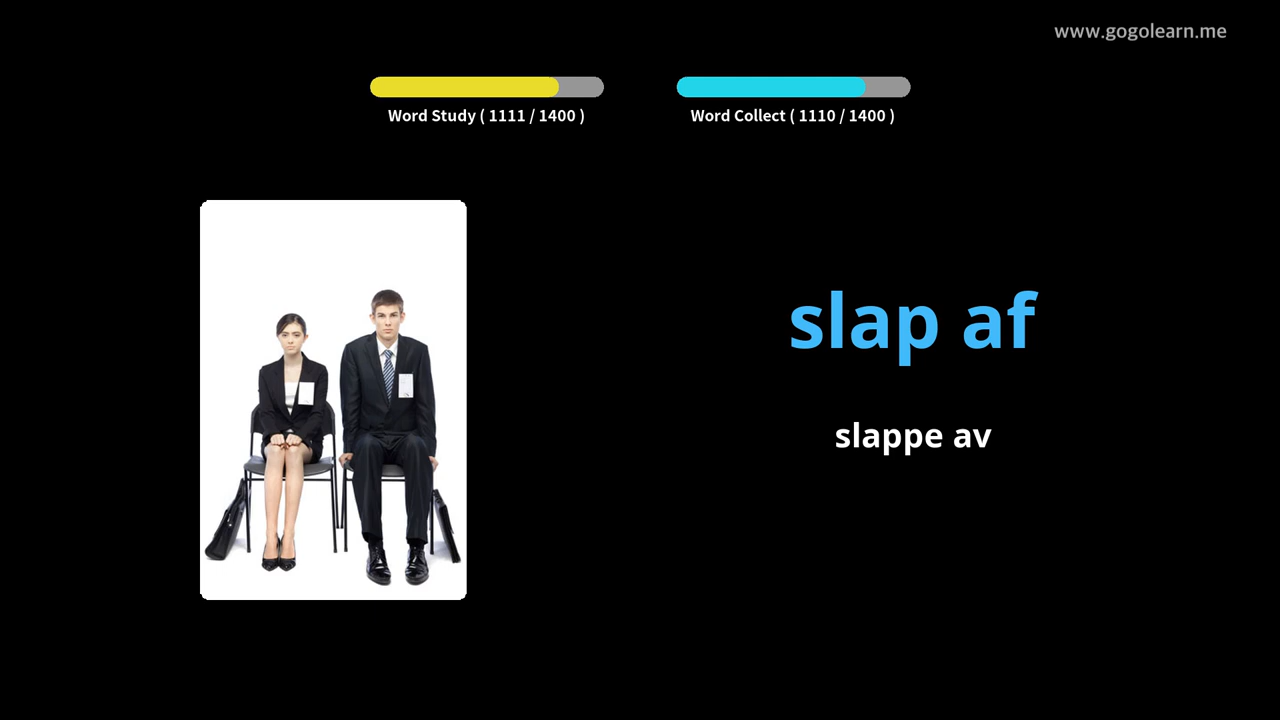 www.gogolearn.me
Word Study ( 1111 / 1400 )
Word Collect ( 1110 / 1400 )
slap af
slappe av